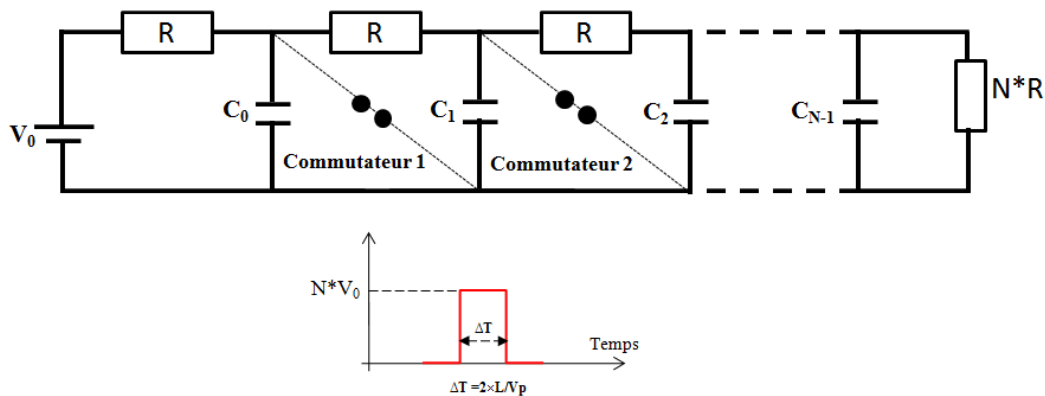 R R R
V0 C0 C1 C2 CN-1 N*R
Commutateur 1 Commutateur 2
N*V0
ΔT
Temps
ΔT =2×L/Vp